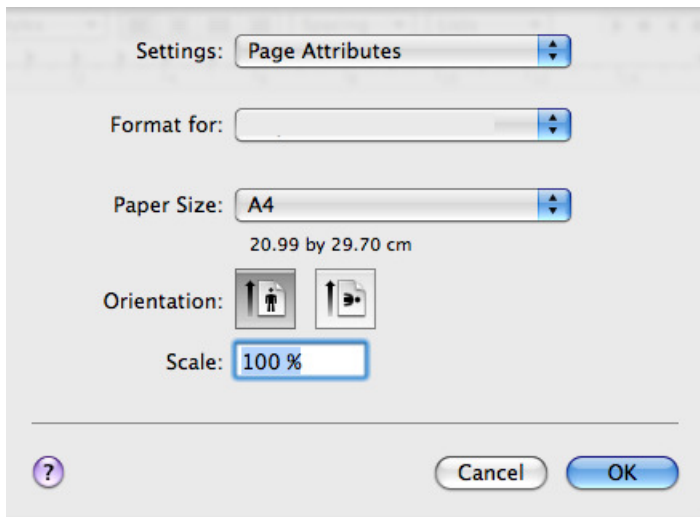 Settings: Page Attributes
Format for:
Paper Size: A4
20.99 by 29.70 cm
Orientation:
Scale: 100 %
? Cancel OK